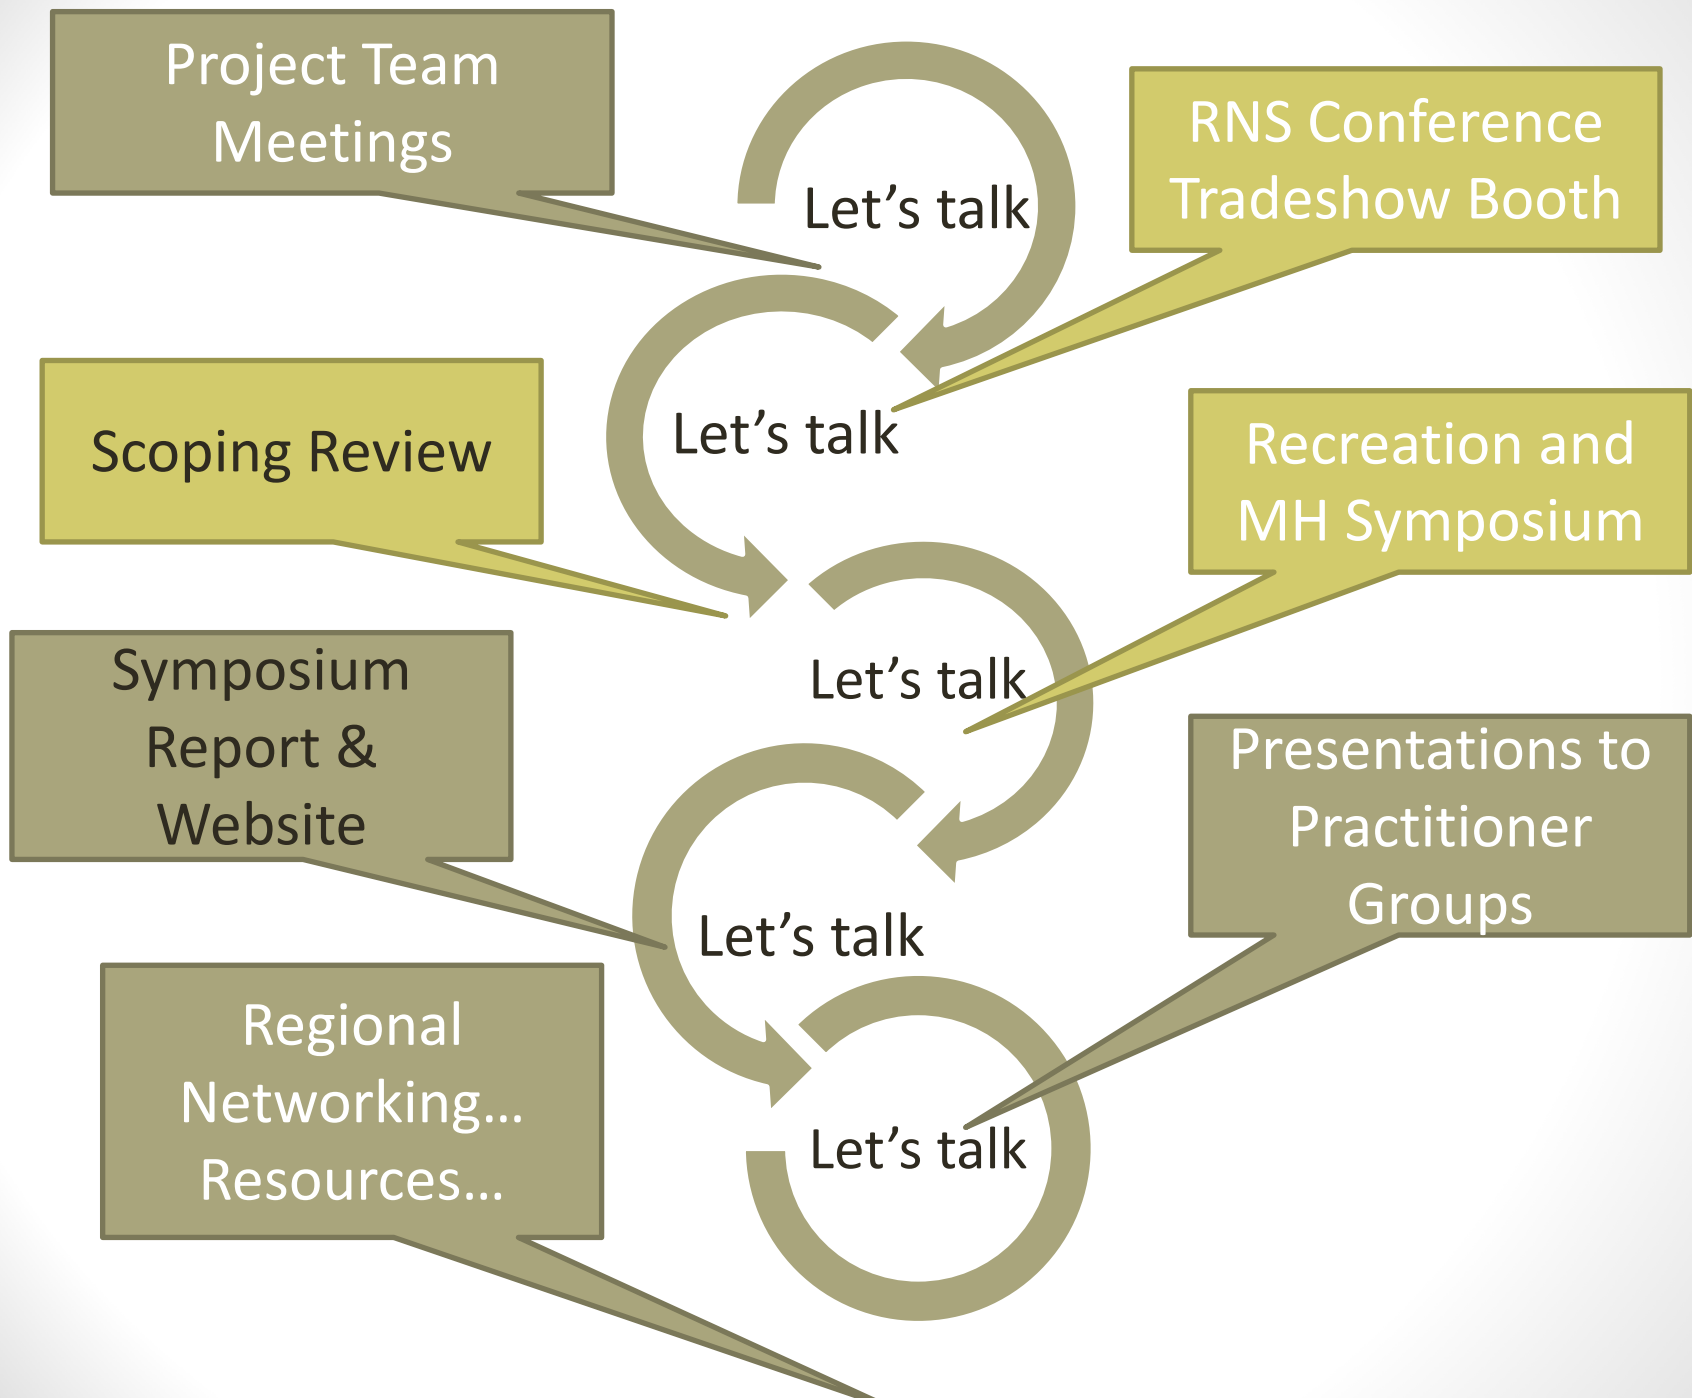 Project Team
Meetings
Let’s talk
RNS Conference
Tradeshow Booth
Let’s talk
Scoping Review
Recreation and
MH Symposium
Let’s talk
Symposium
Report &
Website
Presentations to
Practitioner
Groups
Let’s talk
Regional
Networking…
Resources…
Let’s talk